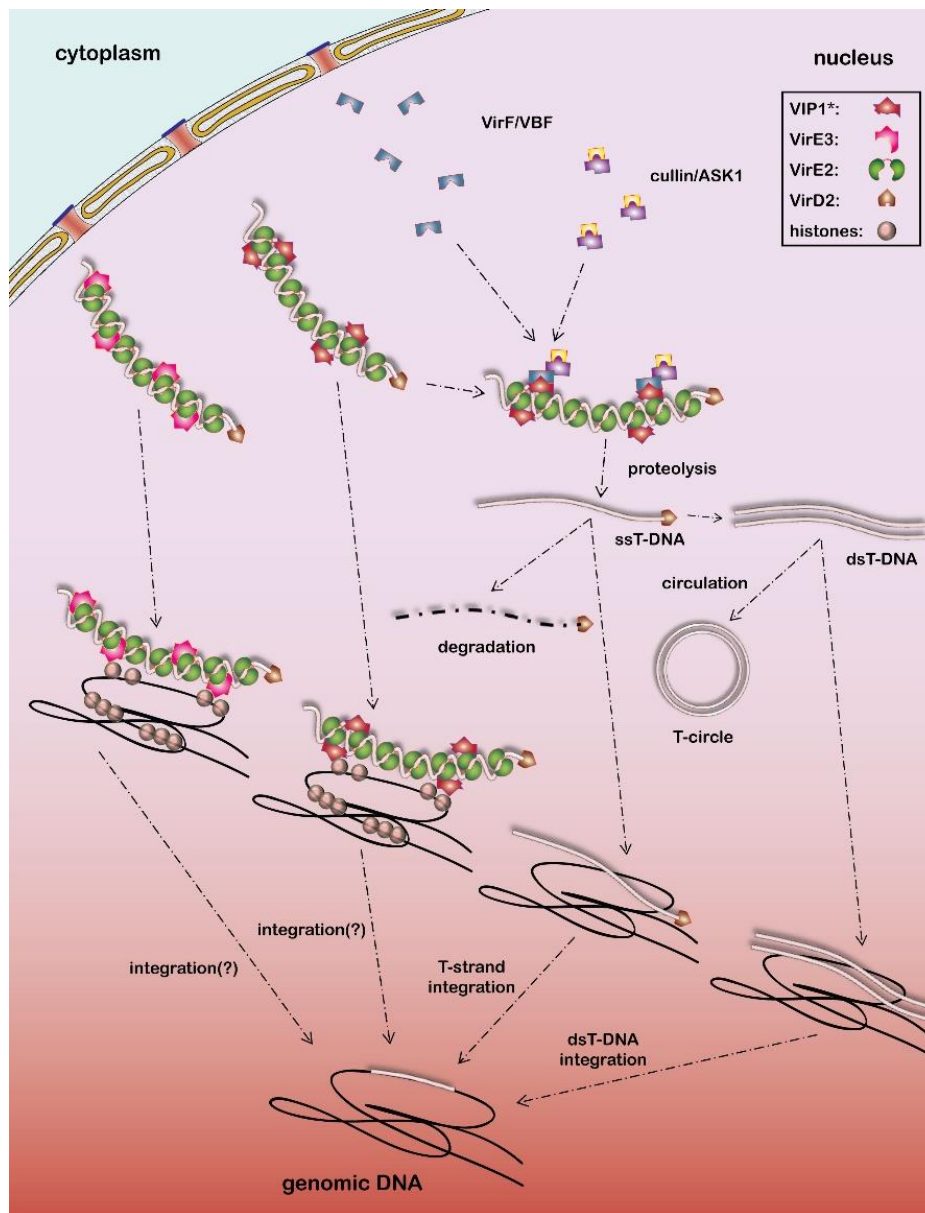 cytoplasm
nucleus
VIP1*:
VirE3:
VirE2:
VirD2:
histones:
VirF/VBF
cullin/ASK1
proteolysis
ssT-DNA
dsT-DNA
circulation
degradation
T-circle
integration(?)
integration(?)
T-strand
integration
dsT-DNA
integration
genomic DNA